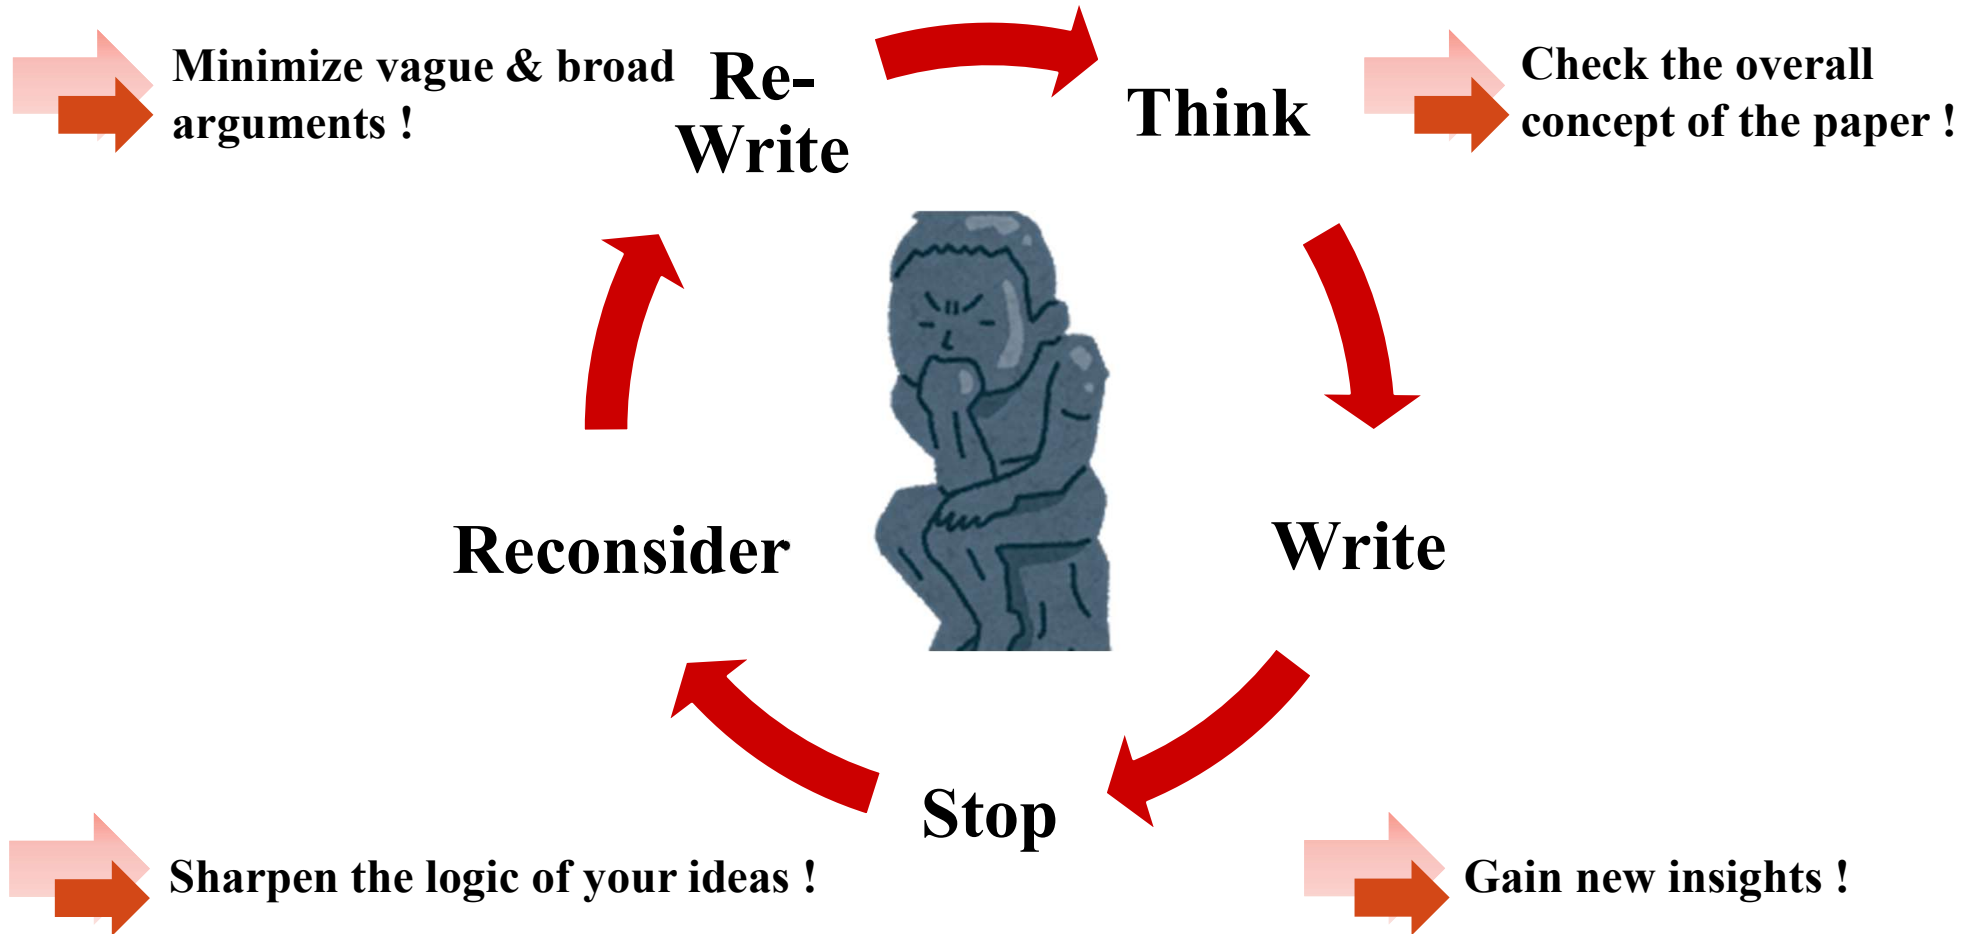 Minimize vague & broad
arguments !
Re-
Write
Think
Check the overall
concept of the paper !
Reconsider
Write
Stop
Sharpen the logic of your ideas !
Gain new insights !